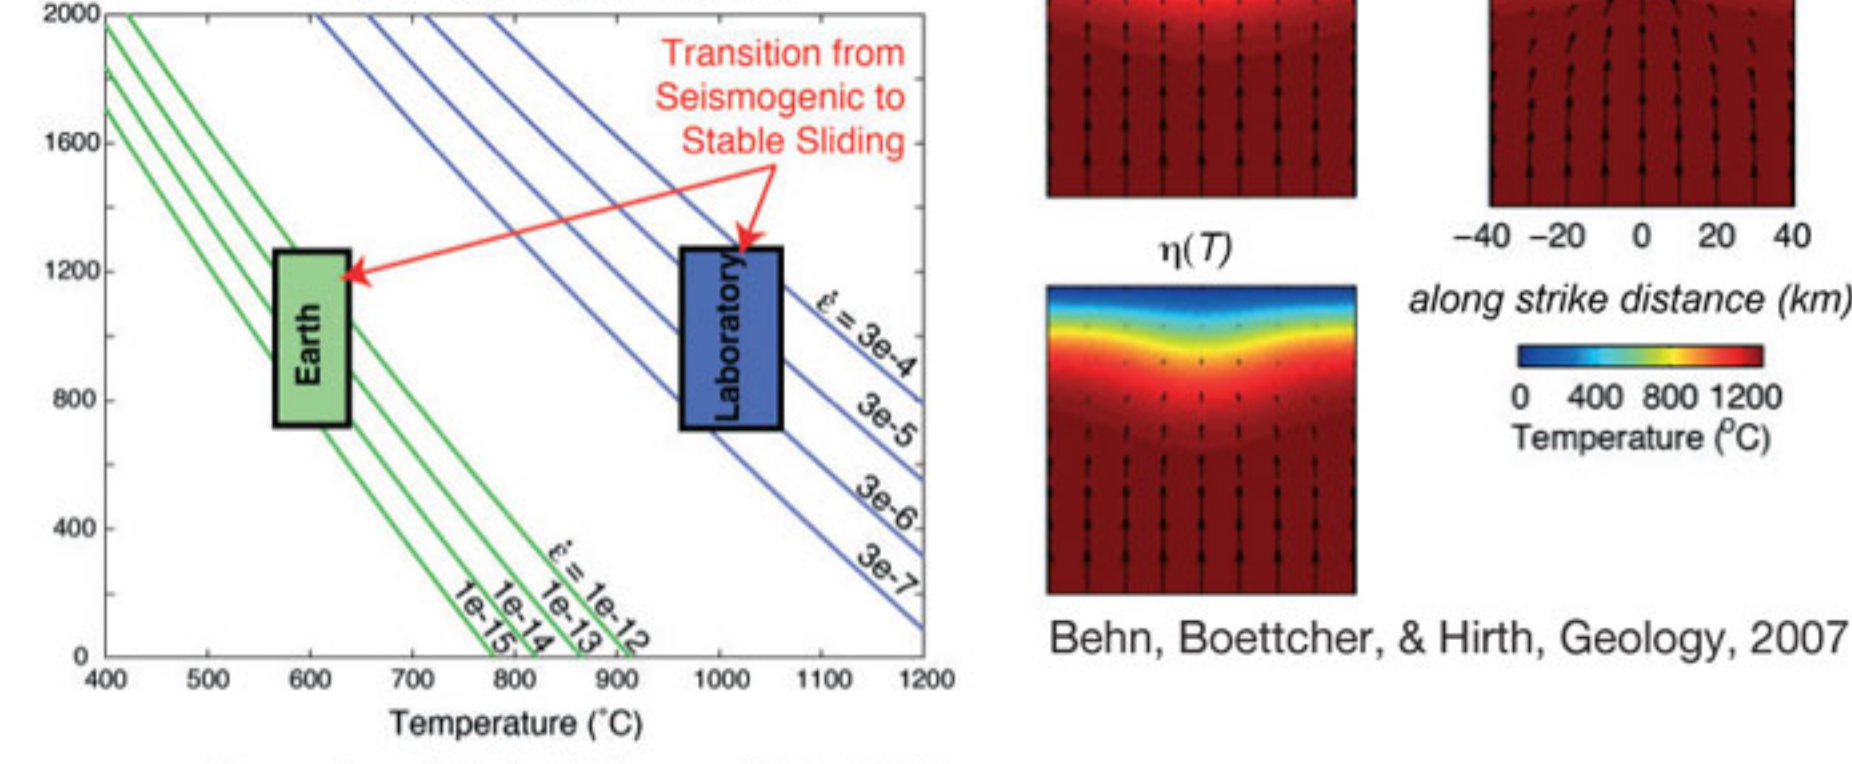 2000
1600
1200
800
400
0
400 500 600 700 800 900 1000 1100 1200
Temperature (˚C)
Transition from
Seismogenic to
Stable Sliding
Earth
Laboratory
ε̇ = 3e-4
3e-5
3e-6
3e-7
ε̇ = 1e-12
1e-13
1e-14
1e-15
η(T)
−40 −20 0 20 40
along strike distance (km)
0 400 800 1200
Temperature (°C)
Behn, Boettcher, & Hirth, Geology, 2007